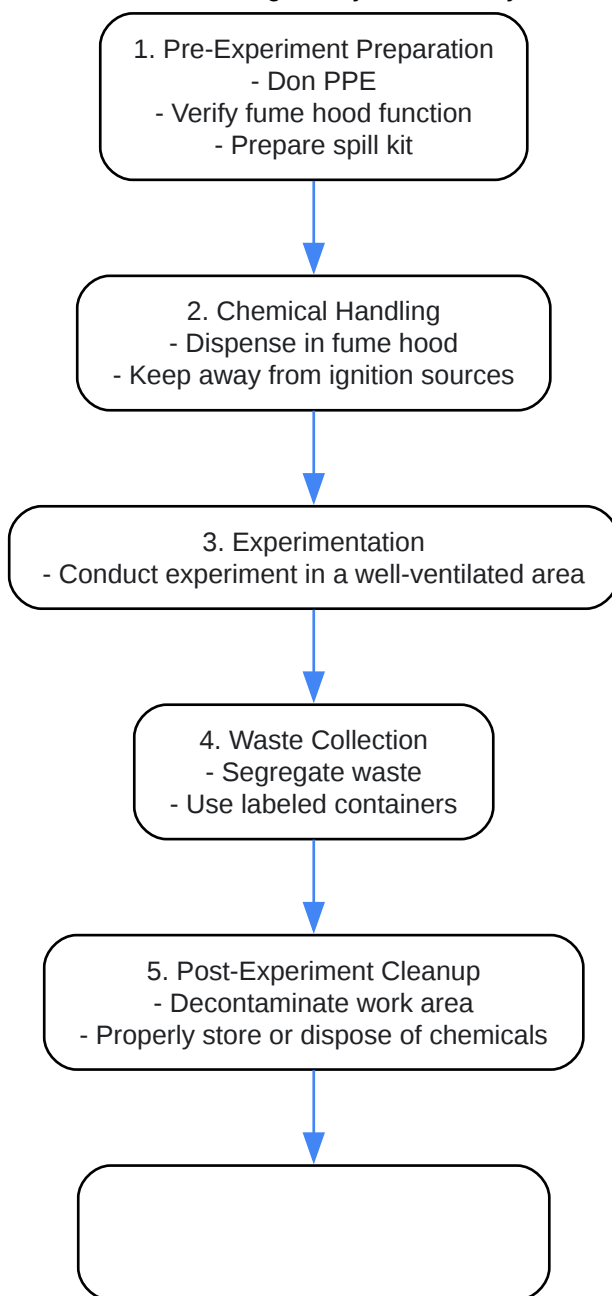 1. Pre-Experiment Preparation
- Don PPE
- Verify fume hood function
- Prepare spill kit
2. Chemical Handling
- Dispense in fume hood
- Keep away from ignition sources
3. Experimentation
- Conduct experiment in a well-ventilated area
4. Waste Collection
- Segregate waste
- Use labeled containers
5. Post-Experiment Cleanup
- Decontaminate work area
- Properly store or dispose of chemicals